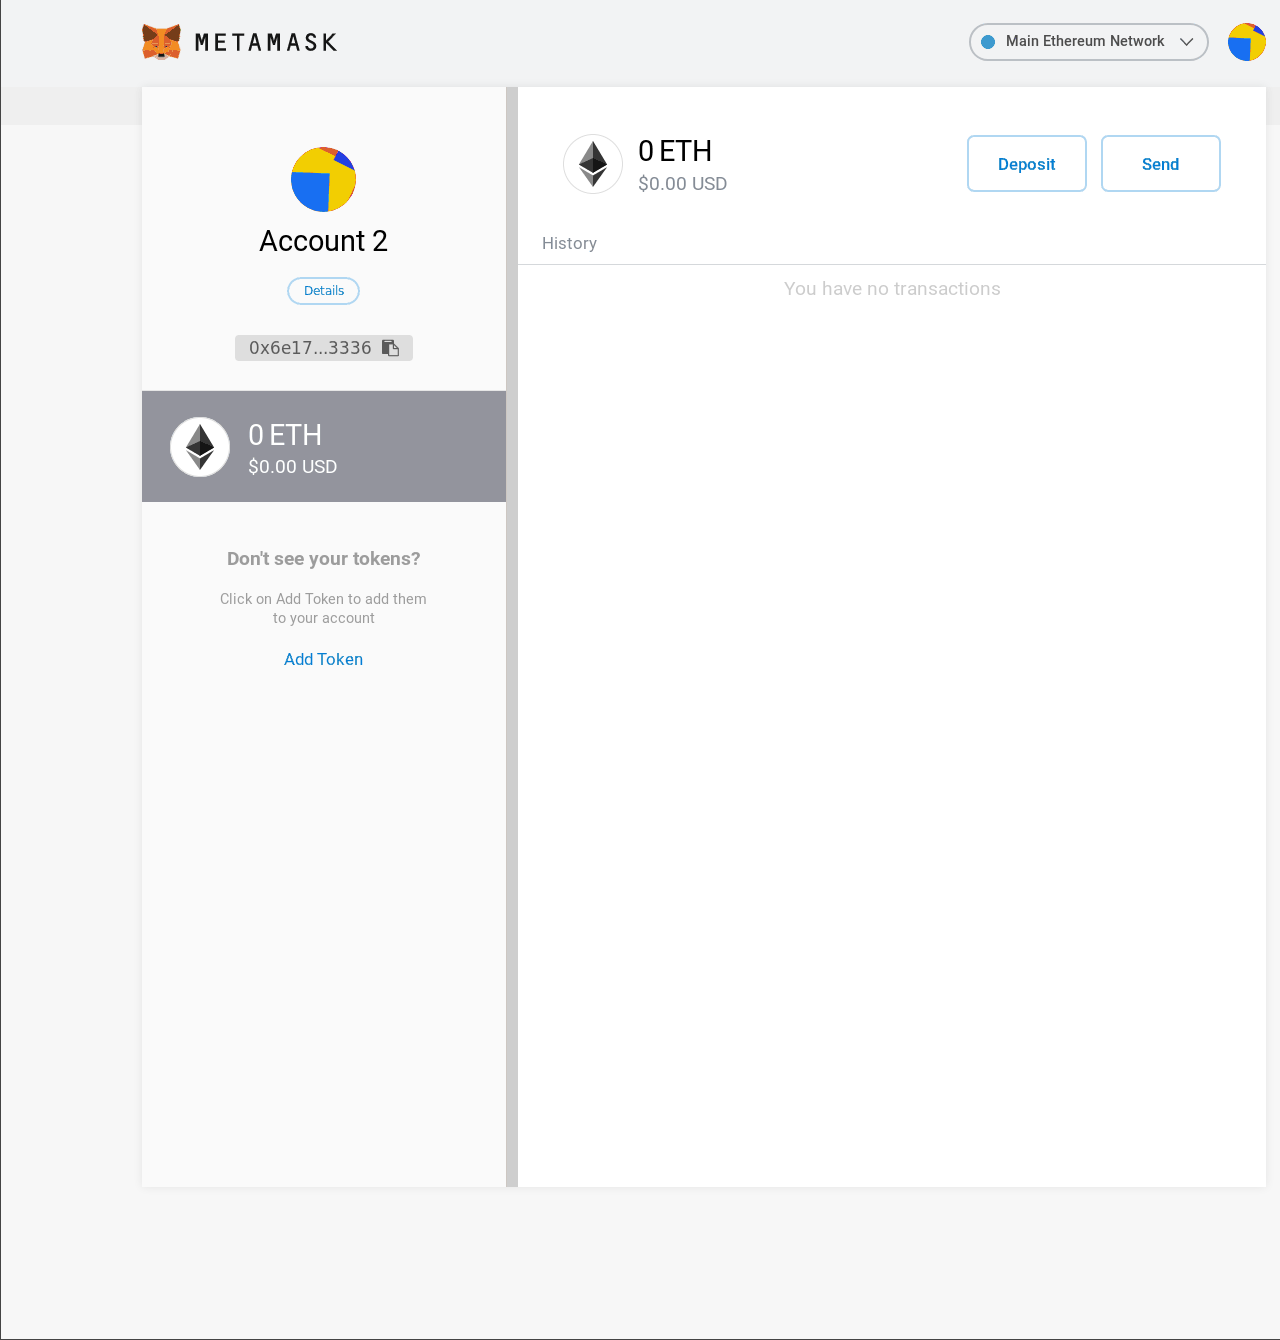 METAMASK
Main Ethereum Network
Account 2
Details
0x6e17...3336
0 ETH
$0.00 USD
Don't see your tokens?
Click on Add Token to add them
to your account
Add Token
0 ETH
$0.00 USD
Deposit
Send
History
You have no transactions